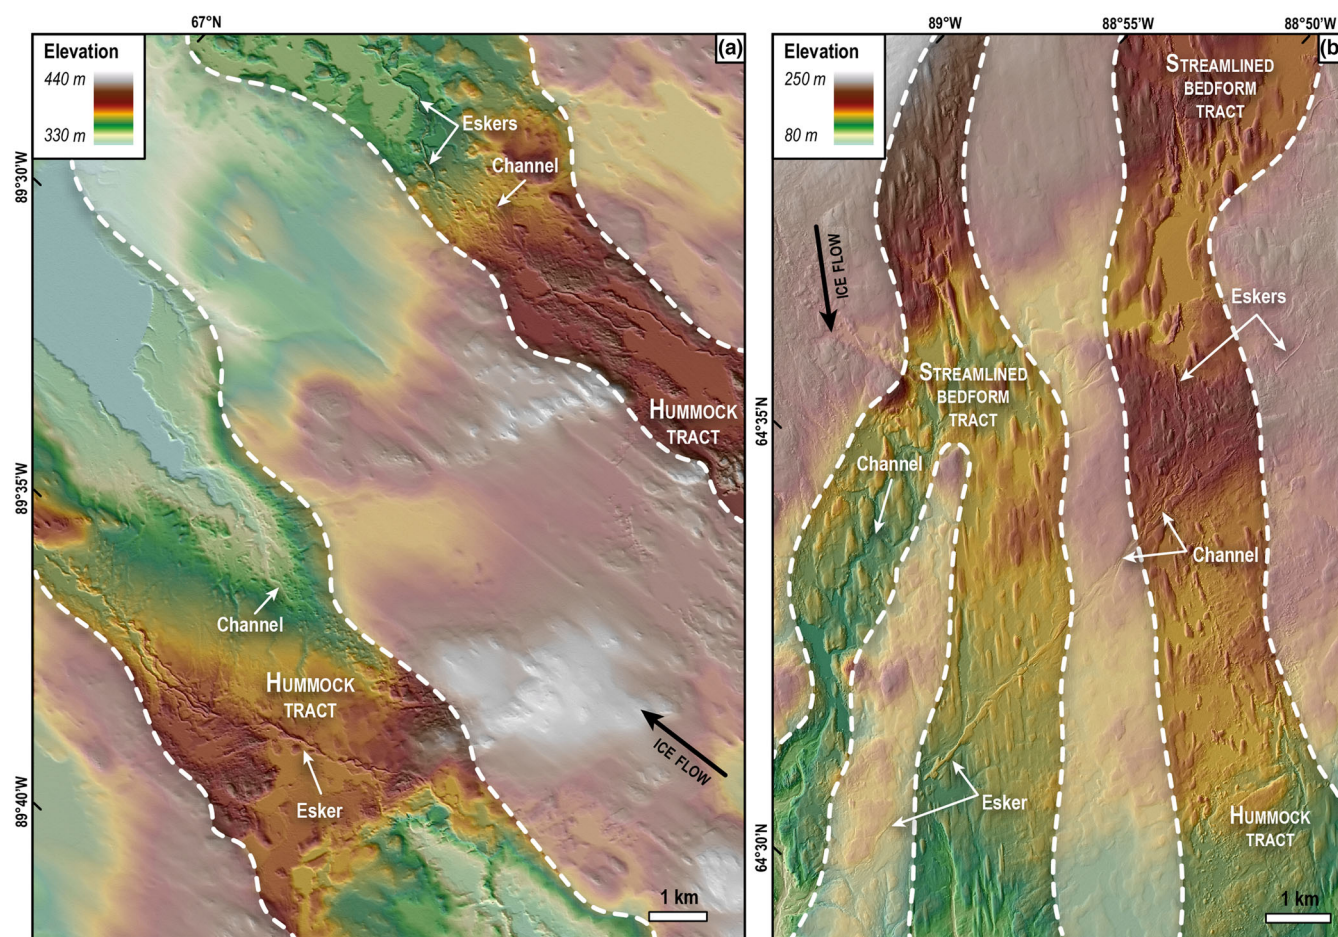 67°N
89°W
88°55'W
88°50'W
Elevation
440 m
330 m
(a)
Eskers
Channel
89°30'W
HUMMOCK
TRACT
89°35'W
Channel
HUMMOCK
TRACT
ICE FLOW
Esker
89°40'W
1 km
Elevation
250 m
80 m
(b)
STREAMLINED
BEDFORM
TRACT
ICE FLOW
Eskers
STREAMLINED
BEDFORM
TRACT
64°35'N
Channel
Channel
Esker
HUMMOCK
TRACT
64°30'N
1 km